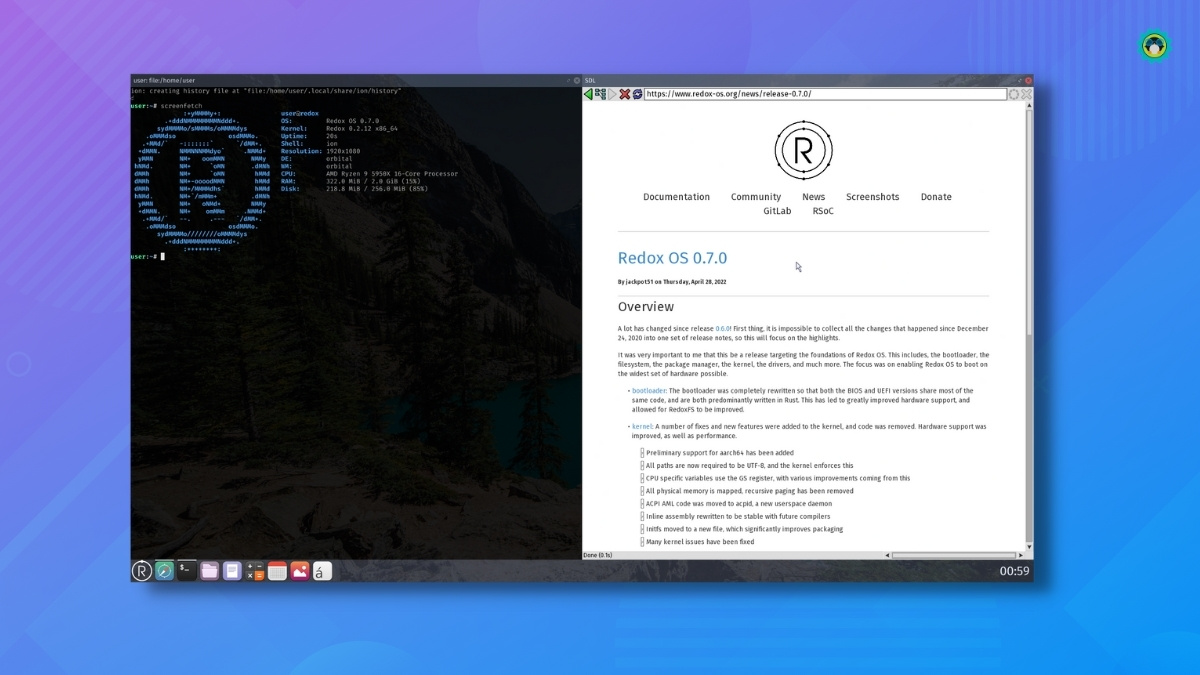 user: file:/home/user
ion: creating history file at "file:/home/user/.local/share/ion/history"
user:~# screenfetch
user@redox
OS: Redox OS 0.7.0
Kernel: Redox 0.2.12 x86_64
Uptime: 20s
Shell: ion
Resolution: 1920x1080
DE: orbital
WM: orbital
CPU: AMD Ryzen 9 5950X 16-Core Processor
RAM: 322.0 MiB / 2.0 GiB (15%)
Disk: 218.8 MiB / 256.0 MiB (85%)
user:~#
SDL
https://www.redox-os.org/news/release-0.7.0/
R
Documentation Community News Screenshots Donate
GitLab RSoC
Redox OS 0.7.0
By jackpot51 on Thursday, April 28, 2022
Overview
A lot has changed since release 0.6.0! First thing, it is impossible to collect all the changes that happened since December
24, 2020 into one set of release notes, so this will focus on the highlights.
It was very important to me that this be a release targeting the foundations of Redox OS. This includes, the bootloader, the
filesystem, the package manager, the kernel, the drivers, and much more. The focus was on enabling Redox OS to boot on
the widest set of hardware possible.
• bootloader: The bootloader was completely rewritten so that both the BIOS and UEFI versions share most of the
same code, and are both predominantly written in Rust. This has led to greatly improved hardware support, and
allowed for RedoxFS to be improved.
• kernel: A number of fixes and new features were added to the kernel, and code was removed. Hardware support was
improved, as well as performance.
Preliminary support for aarch64 has been added
All paths are now required to be UTF-8, and the kernel enforces this
CPU specific variables use the GS register, with various improvements coming from this
All physical memory is mapped, recursive paging has been removed
ACPI AML code was moved to acpid, a new userspace daemon
Inline assembly rewritten to be stable with future compilers
Initfs moved to a new file, which significantly improves packaging
Many kernel issues have been fixed
Done (0.1s)
R
$_
á
00:59